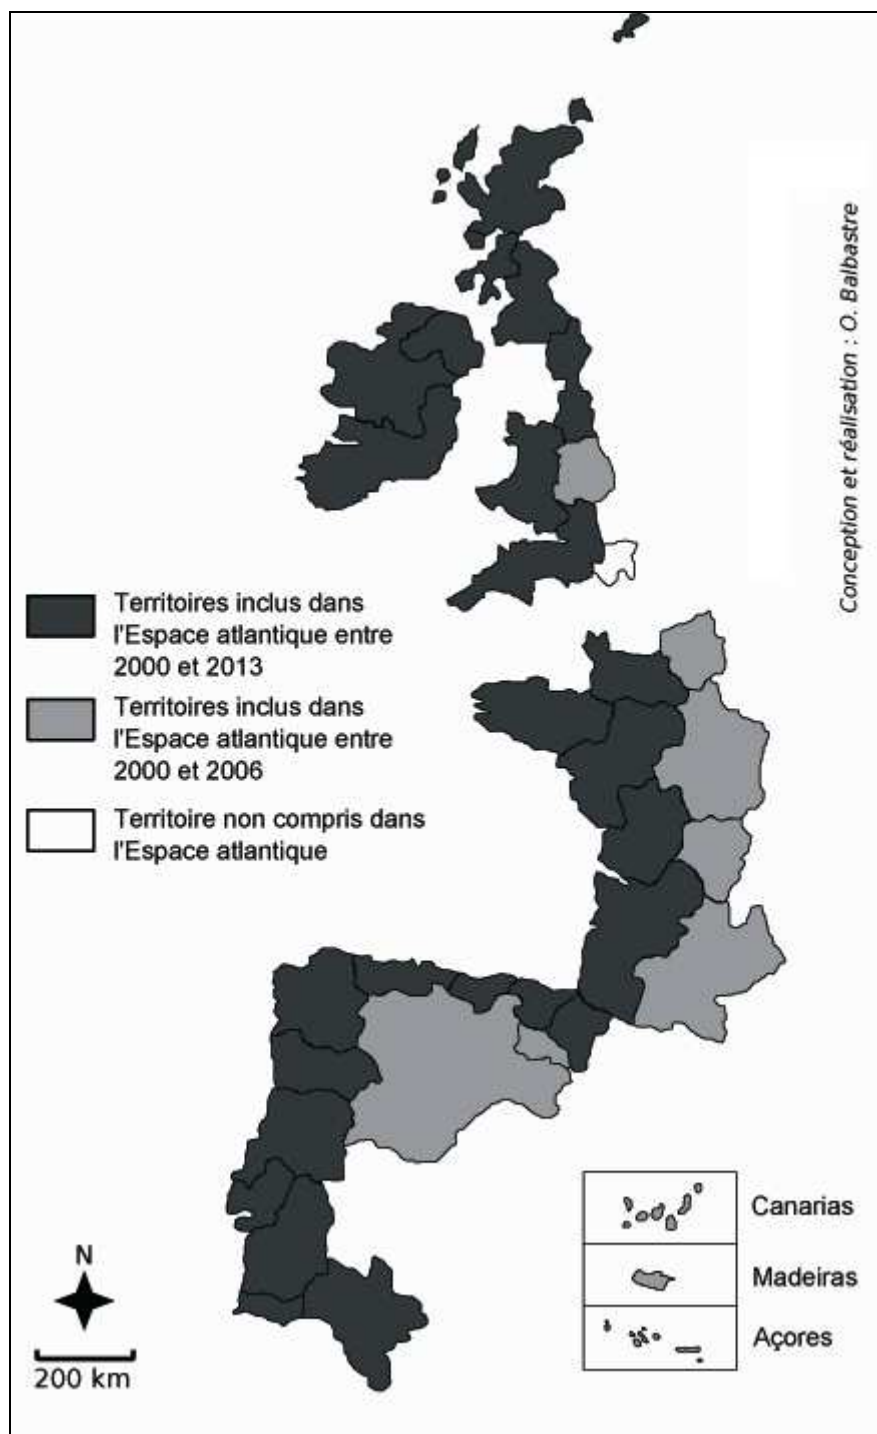 Conception et réalisation : O. Balbastre
Territoires inclus dans
l'Espace atlantique entre
2000 et 2013
Territoires inclus dans
l'Espace atlantique entre
2000 et 2006
Territoire non compris dans
l'Espace atlantique
Canarias
Madeiras
Açores
N
200 km